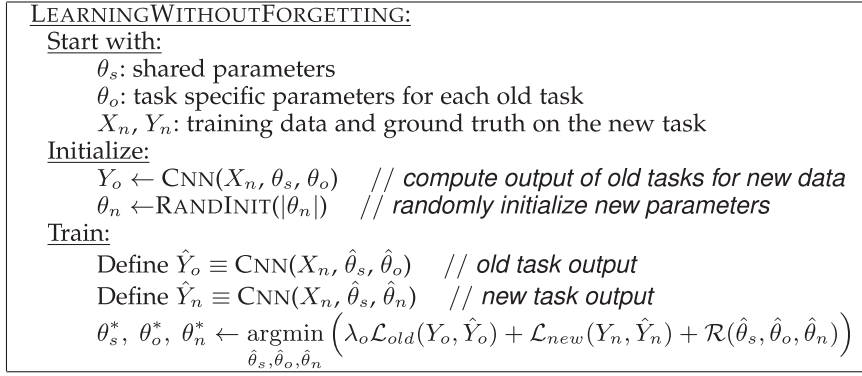 LEARNINGWITHOUTFORGETTING:
Start with:
θₛ: shared parameters
θₒ: task specific parameters for each old task
Xₙ, Yₙ: training data and ground truth on the new task
Initialize:
Yₒ ← CNN(Xₙ, θₛ, θₒ) // compute output of old tasks for new data
θₙ ←RANDINIT(|θₙ|) // randomly initialize new parameters
Train:
Define Ŷₒ ≡ CNN(Xₙ, θ̂ₛ, θ̂ₒ) // old task output
Define Ŷₙ ≡ CNN(Xₙ, θ̂ₛ, θ̂ₙ) // new task output
θₛ*, θₒ*, θₙ* ← argmin (λₒℒ_old(Yₒ, Ŷₒ) + ℒ_new(Yₙ, Ŷₙ) + ℛ(θ̂ₛ, θ̂ₒ, θ̂ₙ))
θ̂ₛ,θ̂ₒ,θ̂ₙ